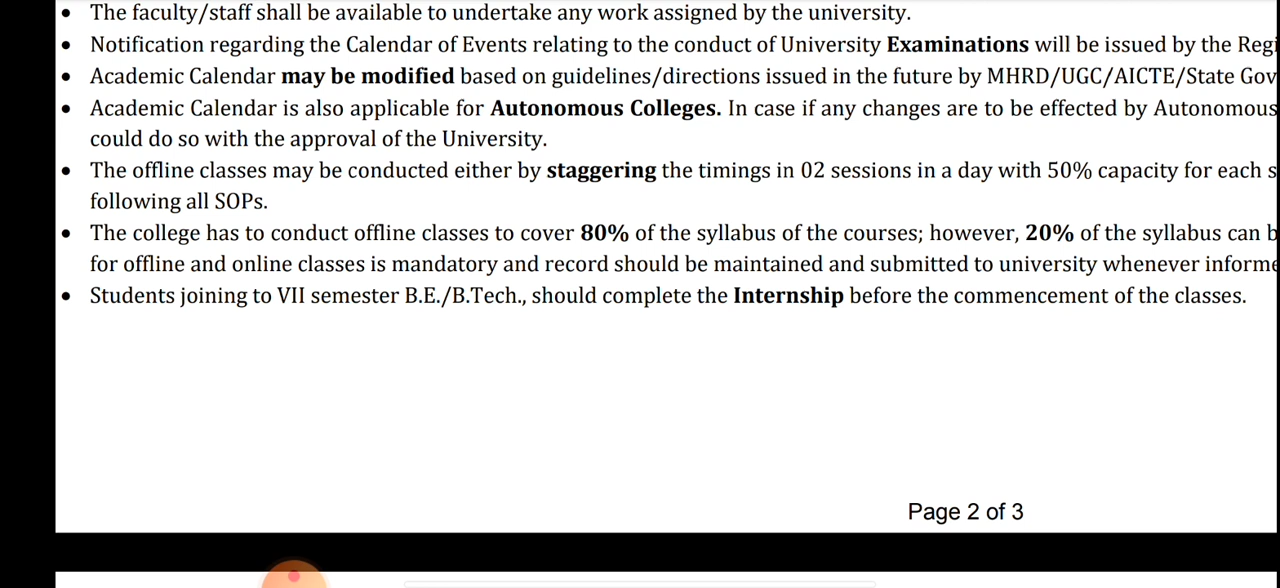 • The faculty/staff shall be available to undertake any work assigned by the university.
• Notification regarding the Calendar of Events relating to the conduct of University Examinations will be issued by the Regi
• Academic Calendar may be modified based on guidelines/directions issued in the future by MHRD/UGC/AICTE/State Gov
• Academic Calendar is also applicable for Autonomous Colleges. In case if any changes are to be effected by Autonomous
could do so with the approval of the University.
• The offline classes may be conducted either by staggering the timings in 02 sessions in a day with 50% capacity for each s
following all SOPs.
• The college has to conduct offline classes to cover 80% of the syllabus of the courses; however, 20% of the syllabus can b
for offline and online classes is mandatory and record should be maintained and submitted to university whenever informe
• Students joining to VII semester B.E./B.Tech., should complete the Internship before the commencement of the classes.
Page 2 of 3